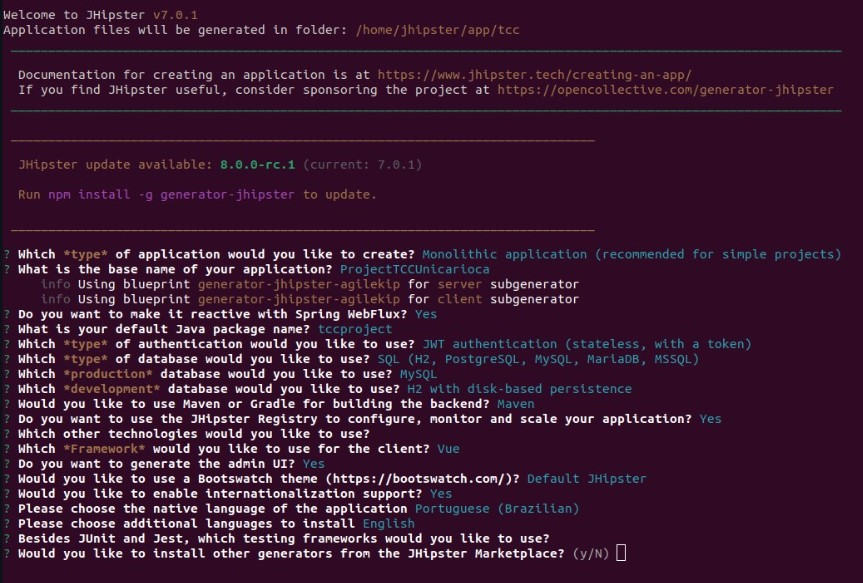 Welcome to JHipster v7.0.1
Application files will be generated in folder: /home/jhipster/app/tcc
Documentation for creating an application is at https://www.jhipster.tech/creating-an-app/
If you find JHipster useful, consider sponsoring the project at https://opencollective.com/generator-jhipster
JHipster update available: 8.0.0-rc.1 (current: 7.0.1)
Run npm install -g generator-jhipster to update.
? Which *type* of application would you like to create? Monolithic application (recommended for simple projects)
? What is the base name of your application? ProjectTCCUnicarioca
info Using blueprint generator-jhipster-agilekip for server subgenerator
info Using blueprint generator-jhipster-agilekip for client subgenerator
? Do you want to make it reactive with Spring WebFlux? Yes
? What is your default Java package name? tccproject
? Which *type* of authentication would you like to use? JWT authentication (stateless, with a token)
? Which *type* of database would you like to use? SQL (H2, PostgreSQL, MySQL, MariaDB, MSSQL)
? Which *production* database would you like to use? MySQL
? Which *development* database would you like to use? H2 with disk-based persistence
? Would you like to use Maven or Gradle for building the backend? Maven
? Do you want to use the JHipster Registry to configure, monitor and scale your application? Yes
? Which other technologies would you like to use?
? Which *Framework* would you like to use for the client? Vue
? Do you want to generate the admin UI? Yes
? Would you like to use a Bootswatch theme (https://bootswatch.com/)? Default JHipster
? Would you like to enable internationalization support? Yes
? Please choose the native language of the application Portuguese (Brazilian)
? Please choose additional languages to install English
? Besides JUnit and Jest, which testing frameworks would you like to use?
? Would you like to install other generators from the JHipster Marketplace? (y/N)